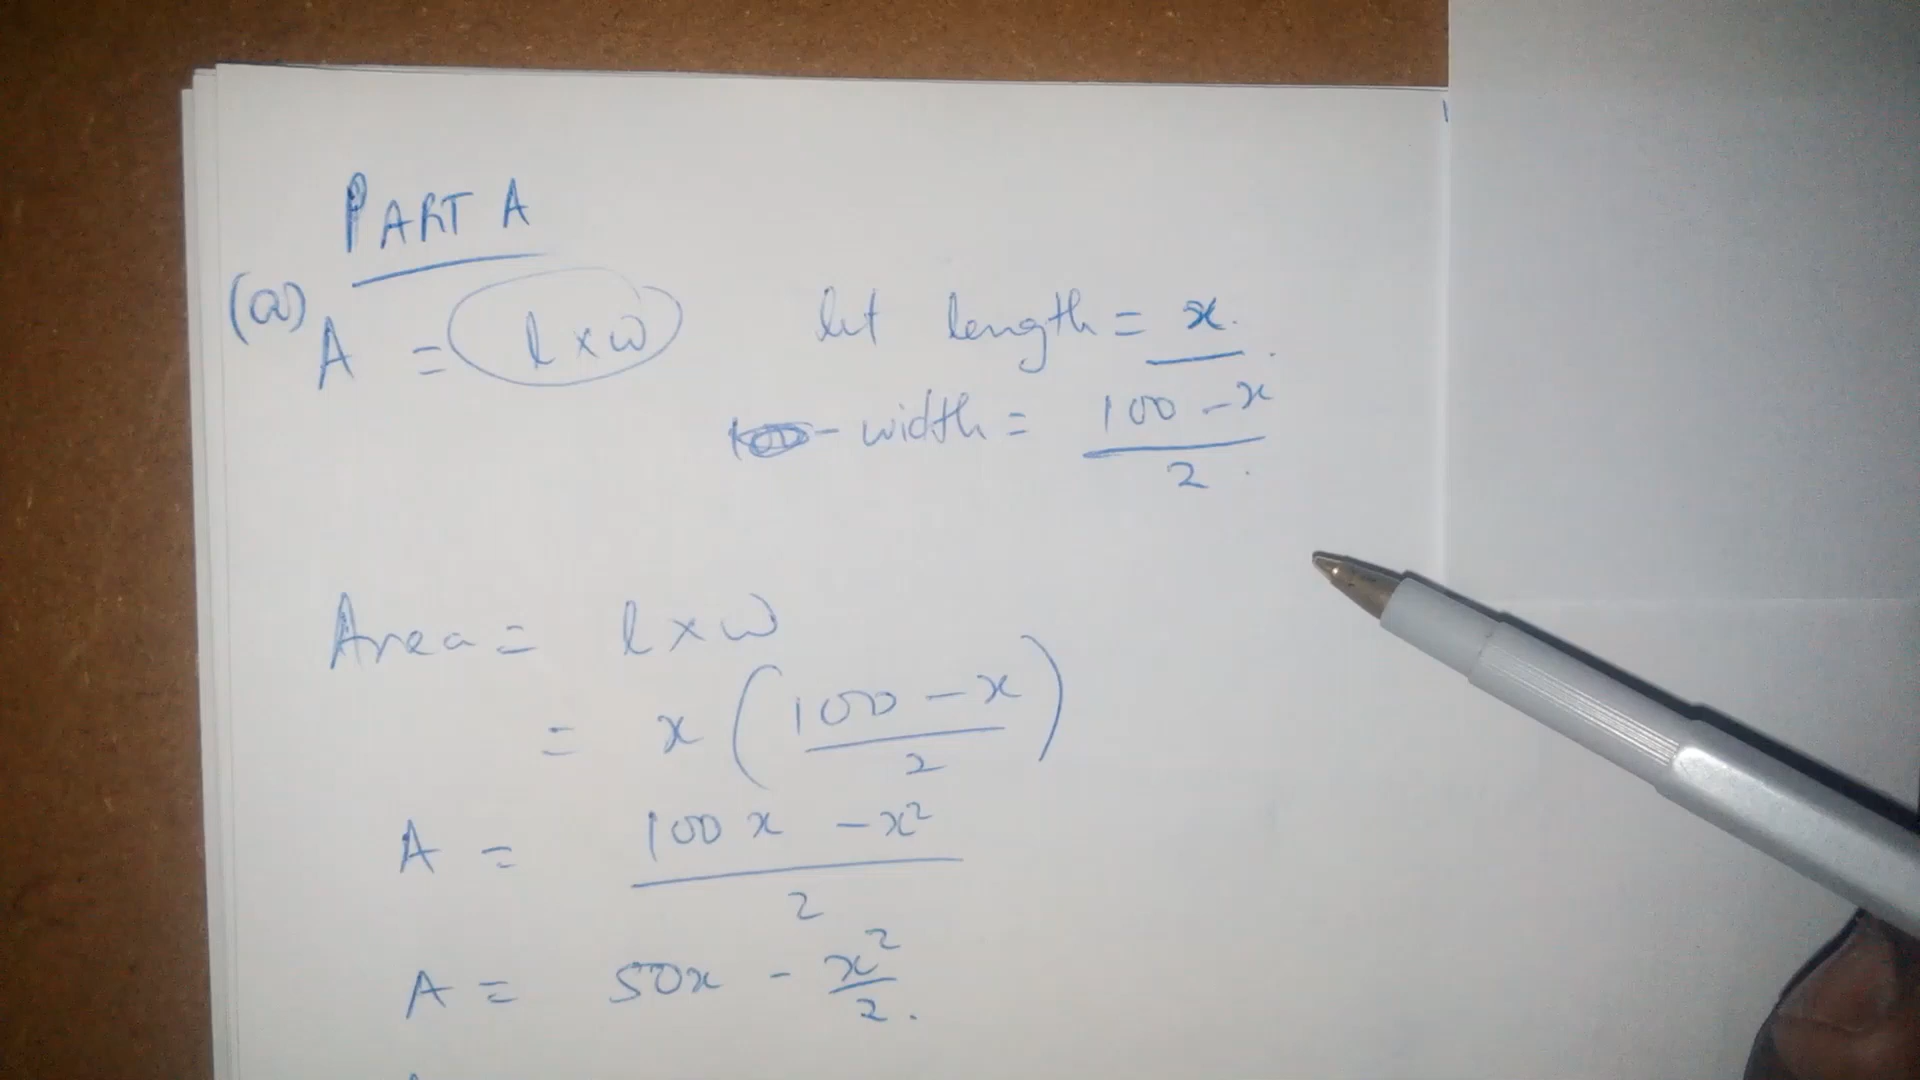 PART A
(a) A = l x w let length = x.
- width = 100 - x / 2.
Area = l x w
= x (100 - x / 2)
A = 100x - x² / 2
A = 50x - x² / 2.